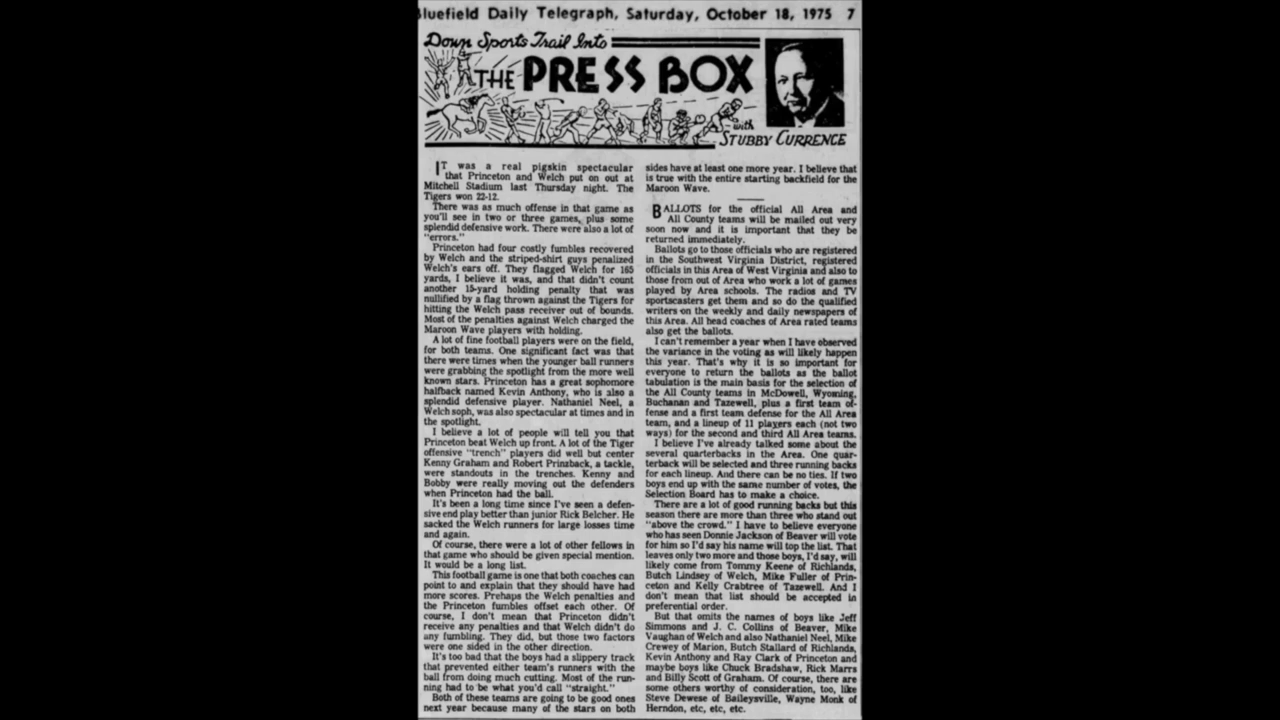 Bluefield Daily Telegraph, Saturday, October 18, 1975 7
Down Sports Trail Into
THE PRESS BOX
with
STUBBY CURRENCE
IT was a real pigskin spectacular
that Princeton and Welch put on out at
Mitchell Stadium last Thursday night. The
Tigers won 22-12.
There was as much offense in that game as
you'll see in two or three games, plus some
splendid defensive work. There were also a lot of
"errors."
Princeton had four costly fumbles recovered
by Welch and the striped-shirt guys penalized
Welch's ears off. They flagged Welch for 165
yards, I believe it was, and that didn't count
another 15-yard holding penalty that was
nullified by a flag thrown against the Tigers for
hitting the Welch pass receiver out of bounds.
Most of the penalties against Welch charged the
Maroon Wave players with holding.
A lot of fine football players were on the field,
for both teams. One significant fact was that
there were times when the younger ball runners
were grabbing the spotlight from the more well
known stars. Princeton has a great sophomore
halfback named Kevin Anthony, who is also a
splendid defensive player. Nathaniel Neel, a
Welch soph, was also spectacular at times and in
the spotlight.
I believe a lot of people will tell you that
Princeton beat Welch up front. A lot of the Tiger
offensive "trench" players did well but center
Kenny Graham and Robert Prinzback, a tackle,
were standouts in the trenches. Kenny and
Bobby were really moving out the defenders
when Princeton had the ball.
It's been a long time since I've seen a defen-
sive end play better than junior Rick Belcher. He
sacked the Welch runners for large losses time
and again.
Of course, there were a lot of other fellows in
that game who should be given special mention.
It would be a long list.
This football game is one that both coaches can
point to and explain that they should have had
more scores. Prehaps the Welch penalties and
the Princeton fumbles offset each other. Of
course, I don't mean that Princeton didn't
receive any penalties and that Welch didn't do
any fumbling. They did, but those two factors
were one sided in the other direction.
It's too bad that the boys had a slippery track
that prevented either team's runners with the
ball from doing much cutting. Most of the run-
ning had to be what you'd call "straight."
Both of these teams are going to be good ones
next year because many of the stars on both
sides have at least one more year. I believe that
is true with the entire starting backfield for the
Maroon Wave.
BALLOTS for the official All Area and
All County teams will be mailed out very
soon now and it is important that they be
returned immediately.
Ballots go to those officials who are registered
in the Southwest Virginia District, registered
officials in this Area of West Virginia and also to
those from out of Area who work a lot of games
played by Area schools. The radios and TV
sportscasters get them and so do the qualified
writers on the weekly and daily newspapers of
this Area. All head coaches of Area rated teams
also get the ballots.
I can't remember a year when I have observed
the variance in the voting as will likely happen
this year. That's why it is so important for
everyone to return the ballots as the ballot
tabulation is the main basis for the selection of
the All County teams in McDowell, Wyoming,
Buchanan and Tazewell, plus a first team of-
fense and a first team defense for the All Area
team, and a lineup of 11 players each (not two
ways) for the second and third All Area teams.
I believe I've already talked some about the
several quarterbacks in the Area. One quar-
terback will be selected and three running backs
for each lineup. And there can be no ties. If two
boys end up with the same number of votes, the
Selection Board has to make a choice.
There are a lot of good running backs but this
season there are more than three who stand out
"above the crowd." I have to believe everyone
who has seen Donnie Jackson of Beaver will vote
for him so I'd say his name will top the list. That
leaves only two more and those boys, I'd say, will
likely come from Tommy Keene of Richlands,
Butch Lindsey of Welch, Mike Fuller of Prin-
ceton and Kelly Crabtree of Tazewell. And I
don't mean that list should be accepted in
preferential order.
But that omits the names of boys like Jeff
Simmons and J. C. Collins of Beaver, Mike
Vaughan of Welch and also Nathaniel Neel, Mike
Crewey of Marion, Butch Stallard of Richlands,
Kevin Anthony and Ray Clark of Princeton and
maybe boys like Chuck Bradshaw, Rick Marrs
and Billy Scott of Graham. Of course, there are
some others worthy of consideration, too, like
Steve Dewese of Baileysville, Wayne Monk of
Herndon, etc, etc, etc.